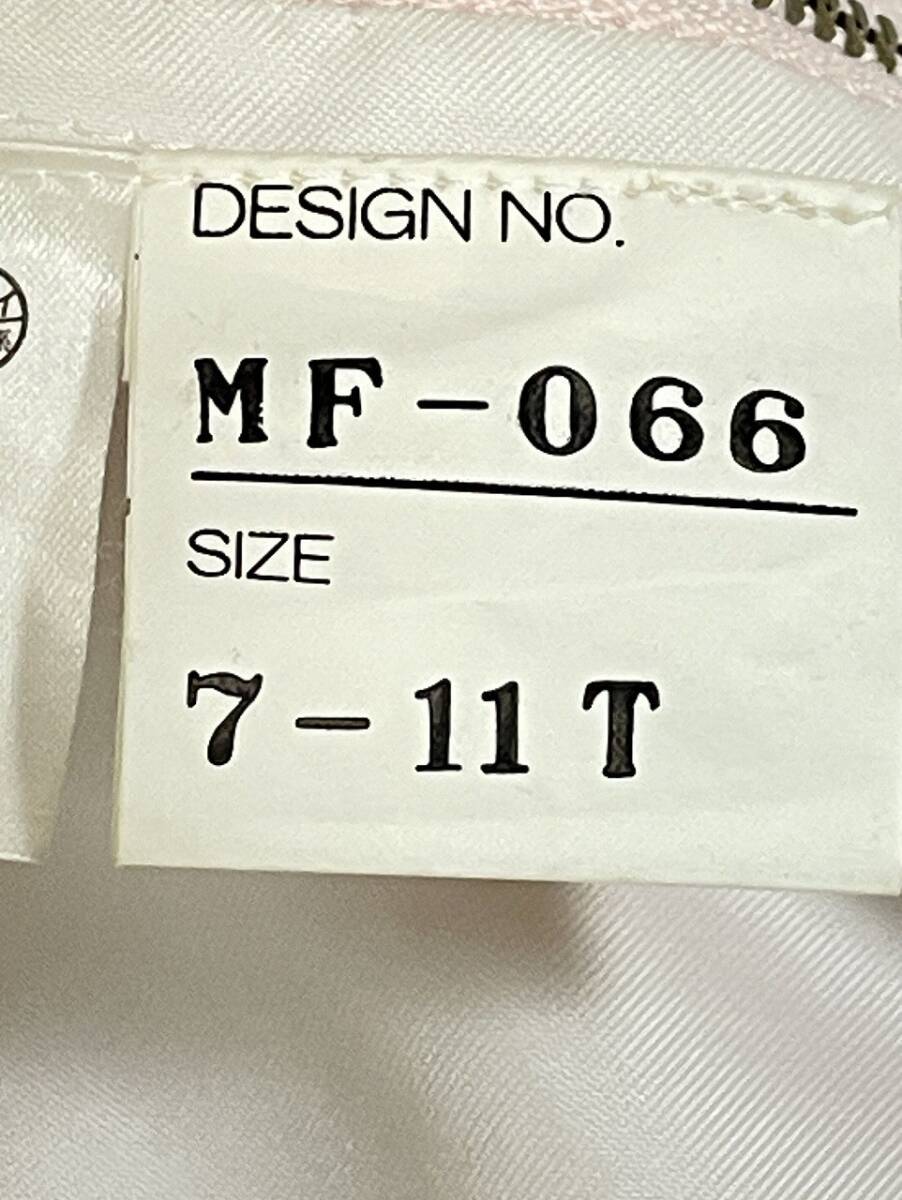 DESIGN NO.
MF-066
SIZE
7-11T